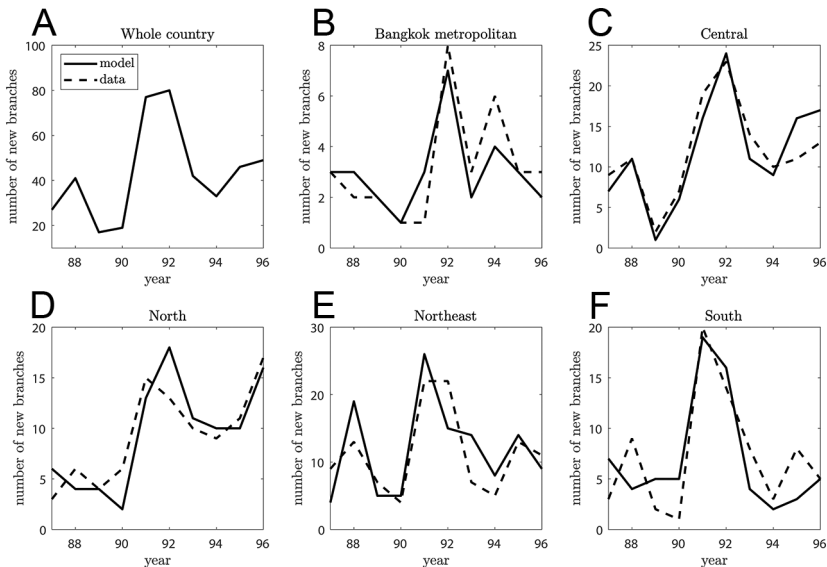 A
Whole country
100
80
60
40
20
model
data
number of new branches
88
90
92
94
96
year
B
Bangkok metropolitan
8
6
4
2
0
number of new branches
88
90
92
94
96
year
C
Central
25
20
15
10
5
0
number of new branches
88
90
92
94
96
year
D
North
20
15
10
5
0
number of new branches
88
90
92
94
96
year
E
Northeast
30
20
10
0
number of new branches
88
90
92
94
96
year
F
South
20
15
10
5
0
number of new branches
88
90
92
94
96
year